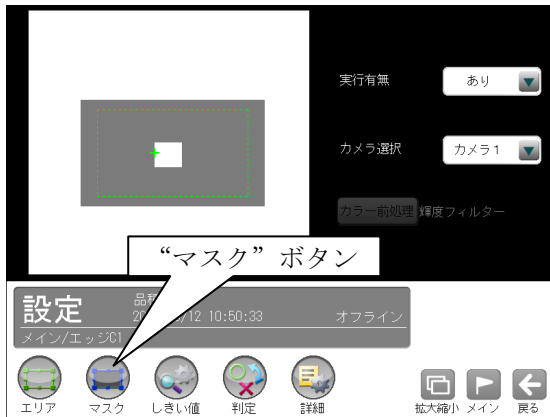 実行有無
あり
カメラ選択
カメラ1
カラー前処理 輝度フィルター
“マスク”ボタン
設定
品種
/12 10:50:33
オフライン
メイン/エッジC1
エリア
マスク
しきい値
判定
詳細
拡大縮小
メイン
戻る